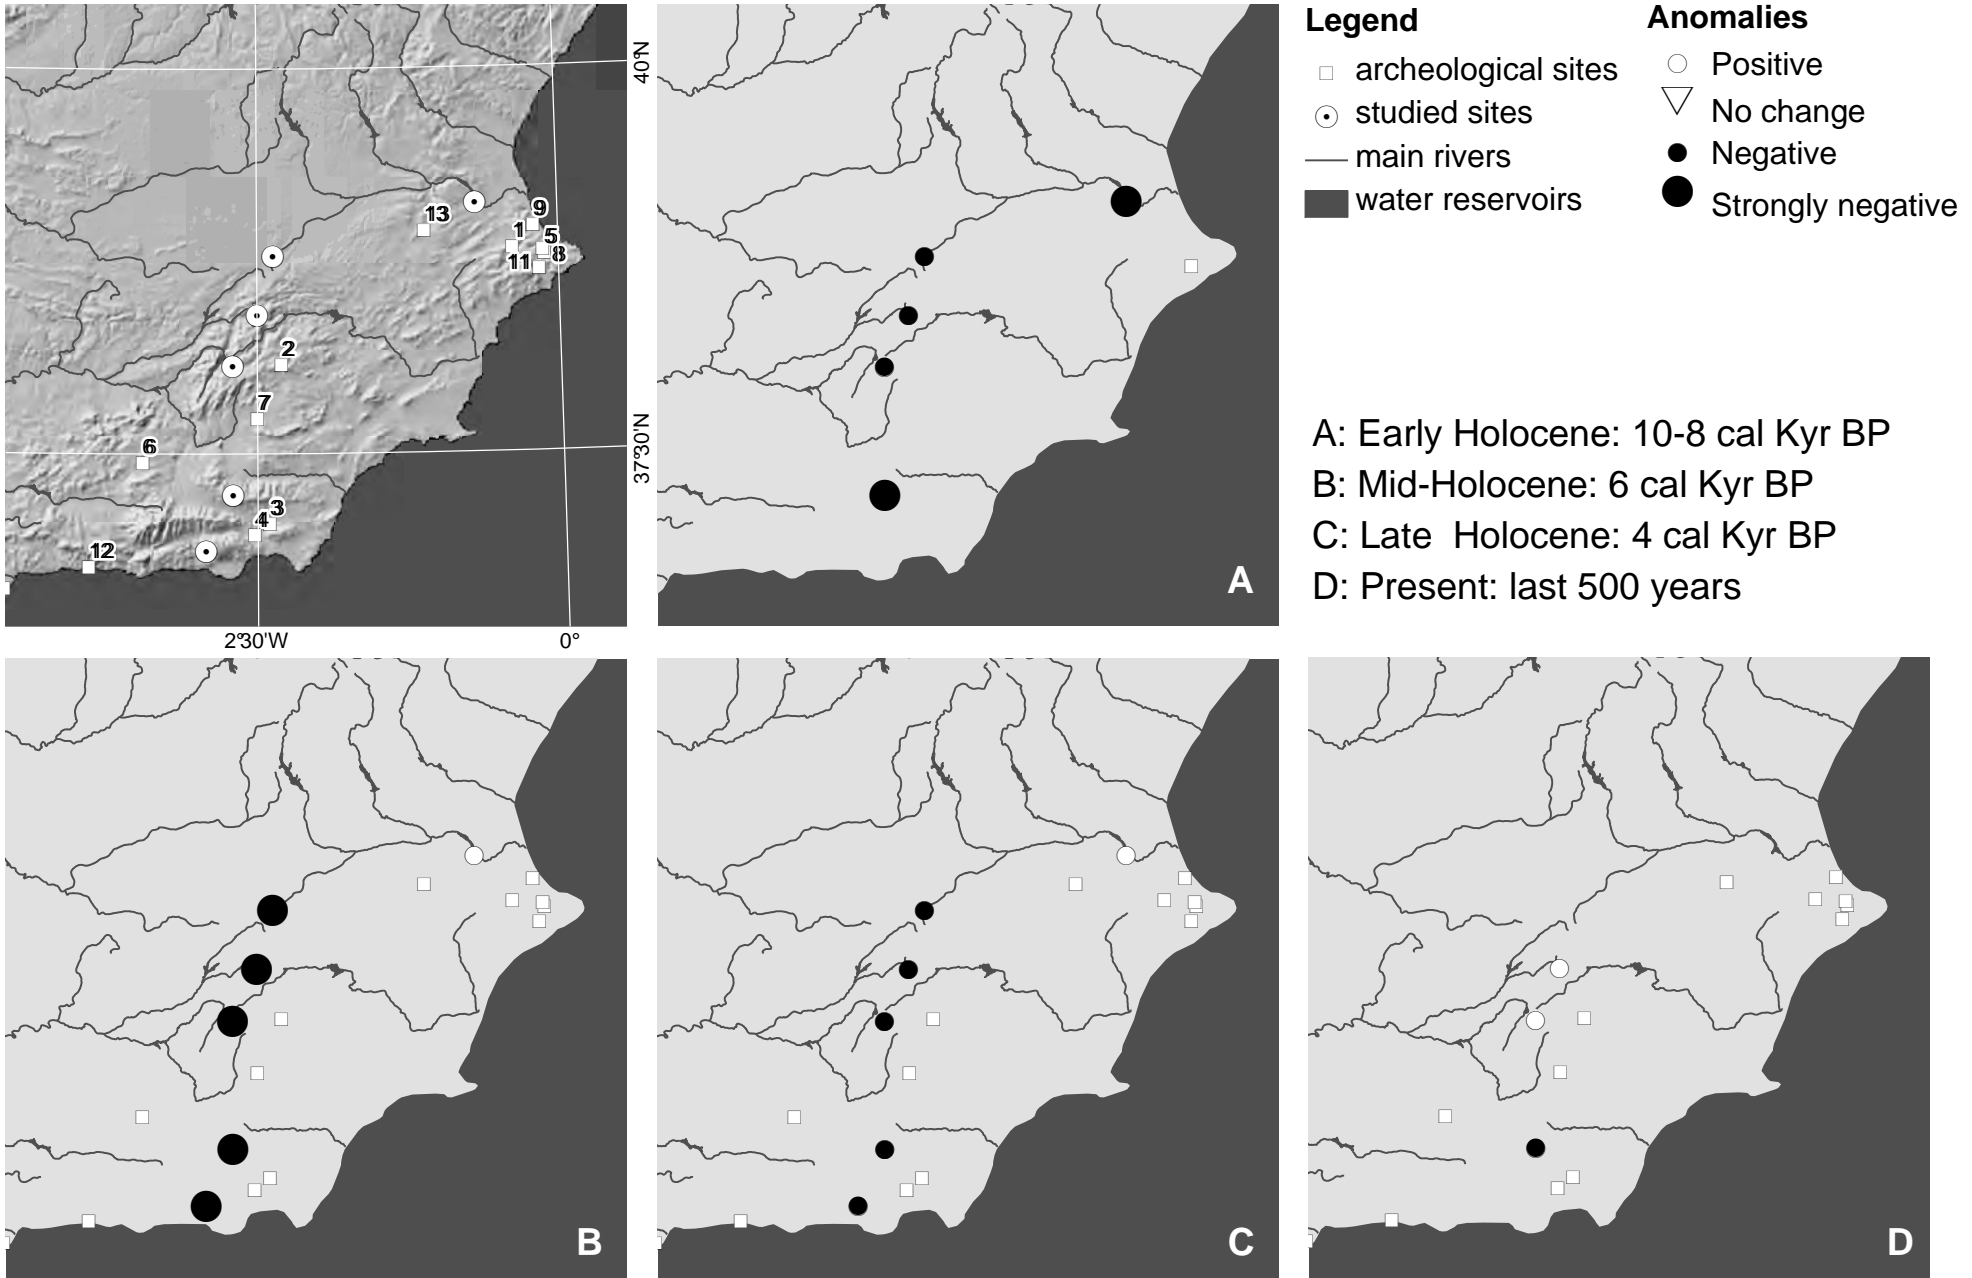 Legend
archeological sites
studied sites
main rivers
water reservoirs
Anomalies
Positive
No change
Negative
Strongly negative
40°N
37°30'N
2°30'W
0°
13
9
1
5
8
11
2
7
6
3
4
12
A
A: Early Holocene: 10-8 cal Kyr BP
B: Mid-Holocene: 6 cal Kyr BP
C: Late Holocene: 4 cal Kyr BP
D: Present: last 500 years
B
C
D